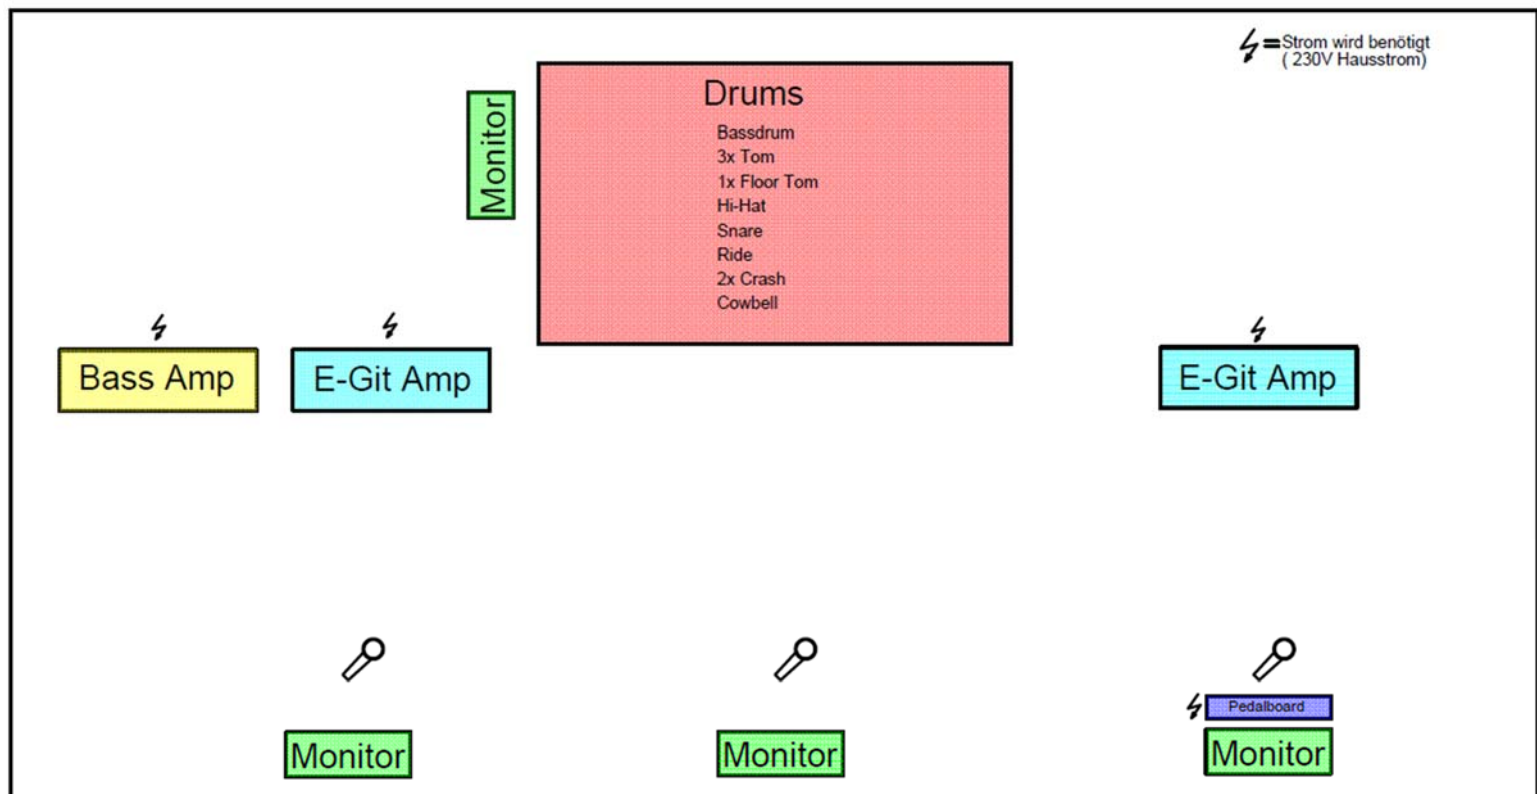 Strom wird benötigt
( 230V Hausstrom)
Drums
Monitor
Bassdrum
3x Tom
1x Floor Tom
Hi-Hat
Snare
Ride
2x Crash
Cowbell
Bass Amp
E-Git Amp
E-Git Amp
Pedalboard
Monitor
Monitor
Monitor